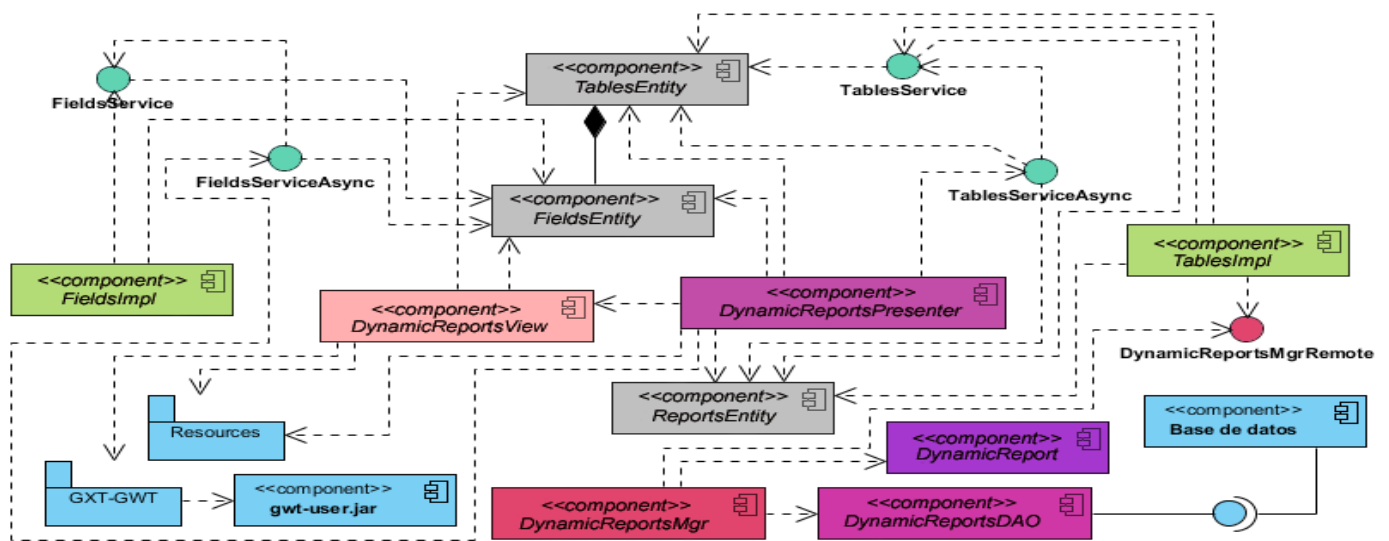 <<component>>
TablesEntity
FieldsService
TablesService
FieldsServiceAsync
<<component>>
FieldsEntity
TablesServiceAsync
<<component>>
TablesImpl
<<component>>
FieldsImpl
<<component>>
DynamicReportsView
<<component>>
DynamicReportsPresenter
DynamicReportsMgrRemote
<<component>>
ReportsEntity
<<component>>
Base de datos
Resources
<<component>>
DynamicReport
GXT-GWT
<<component>>
gwt-user.jar
<<component>>
DynamicReportsMgr
<<component>>
DynamicReportsDAO